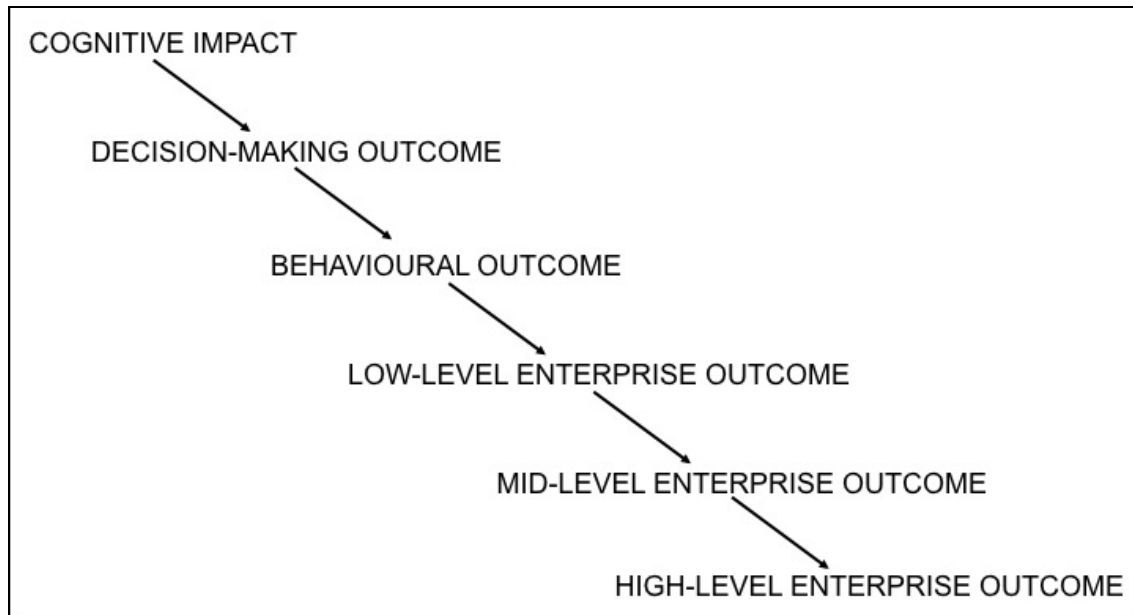 COGNITIVE IMPACT
DECISION-MAKING OUTCOME
BEHAVIOURAL OUTCOME
LOW-LEVEL ENTERPRISE OUTCOME
MID-LEVEL ENTERPRISE OUTCOME
HIGH-LEVEL ENTERPRISE OUTCOME